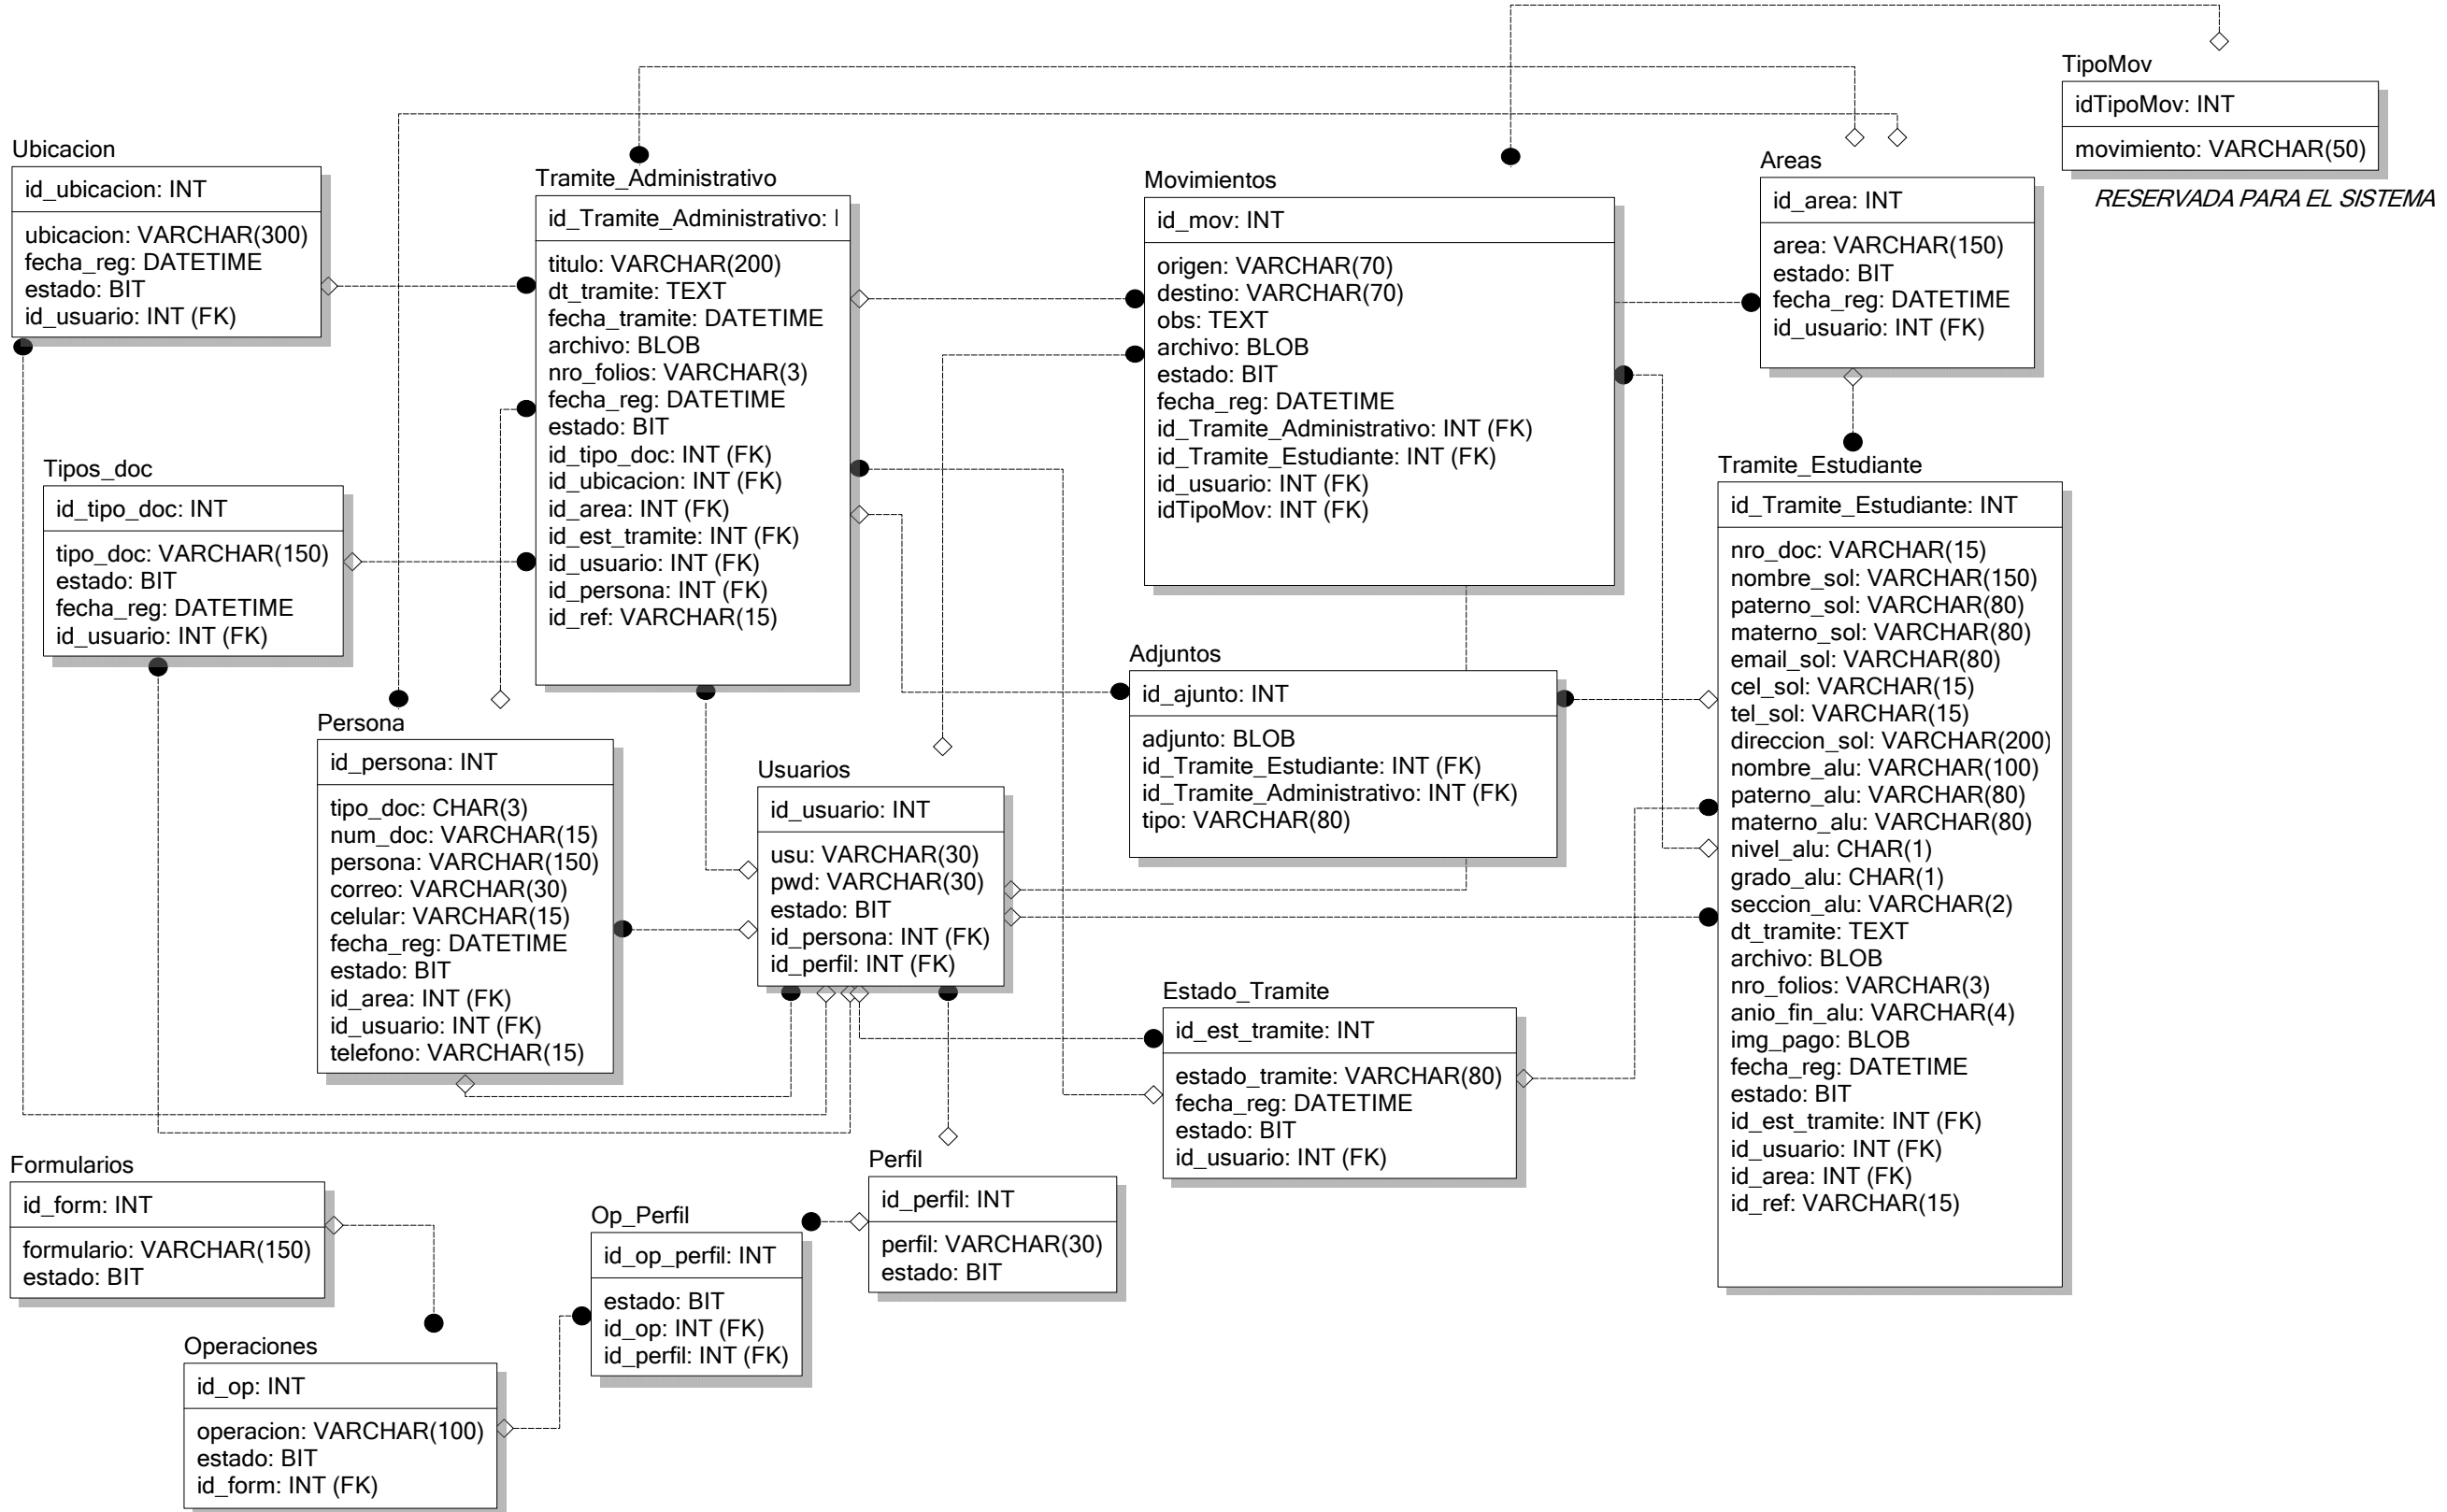 TipoMov
idTipoMov: INT
movimiento: VARCHAR(50)
RESERVADA PARA EL SISTEMA
Ubicacion
id_ubicacion: INT
ubicacion: VARCHAR(300)
fecha_reg: DATETIME
estado: BIT
id_usuario: INT (FK)
Tramite_Administrativo
id_Tramite_Administrativo:
titulo: VARCHAR(200)
dt_tramite: TEXT
fecha_tramite: DATETIME
archivo: BLOB
nro_folios: VARCHAR(3)
fecha_reg: DATETIME
estado: BIT
id_tipo_doc: INT (FK)
id_ubicacion: INT (FK)
id_area: INT (FK)
id_est_tramite: INT (FK)
id_usuario: INT (FK)
id_persona: INT (FK)
id_ref: VARCHAR(15)
Movimientos
id_mov: INT
origen: VARCHAR(70)
destino: VARCHAR(70)
obs: TEXT
archivo: BLOB
estado: BIT
fecha_reg: DATETIME
id_Tramite_Administrativo: INT (FK)
id_Tramite_Estudiante: INT (FK)
id_usuario: INT (FK)
idTipoMov: INT (FK)
Areas
id_area: INT
area: VARCHAR(150)
estado: BIT
fecha_reg: DATETIME
id_usuario: INT (FK)
Tipos_doc
id_tipo_doc: INT
tipo_doc: VARCHAR(150)
estado: BIT
fecha_reg: DATETIME
id_usuario: INT (FK)
Tramite_Estudiante
id_Tramite_Estudiante: INT
nro_doc: VARCHAR(15)
nombre_sol: VARCHAR(150)
paterno_sol: VARCHAR(80)
materno_sol: VARCHAR(80)
email_sol: VARCHAR(80)
cel_sol: VARCHAR(15)
tel_sol: VARCHAR(15)
direccion_sol: VARCHAR(200)
nombre_alu: VARCHAR(100)
paterno_alu: VARCHAR(80)
materno_alu: VARCHAR(80)
nivel_alu: CHAR(1)
grado_alu: CHAR(1)
seccion_alu: VARCHAR(2)
dt_tramite: TEXT
archivo: BLOB
nro_folios: VARCHAR(3)
anio_fin_alu: VARCHAR(4)
img_pago: BLOB
fecha_reg: DATETIME
estado: BIT
id_est_tramite: INT (FK)
id_usuario: INT (FK)
id_area: INT (FK)
id_ref: VARCHAR(15)
Adjuntos
id_ajunto: INT
adjunto: BLOB
id_Tramite_Estudiante: INT (FK)
id_Tramite_Administrativo: INT (FK)
tipo: VARCHAR(80)
Persona
id_persona: INT
tipo_doc: CHAR(3)
num_doc: VARCHAR(15)
persona: VARCHAR(150)
correo: VARCHAR(30)
celular: VARCHAR(15)
fecha_reg: DATETIME
estado: BIT
id_area: INT (FK)
id_usuario: INT (FK)
telefono: VARCHAR(15)
Usuarios
id_usuario: INT
usu: VARCHAR(30)
pwd: VARCHAR(30)
estado: BIT
id_persona: INT (FK)
id_perfil: INT (FK)
Estado_Tramite
id_est_tramite: INT
estado_tramite: VARCHAR(80)
fecha_reg: DATETIME
estado: BIT
id_usuario: INT (FK)
Formularios
id_form: INT
formulario: VARCHAR(150)
estado: BIT
Perfil
id_perfil: INT
perfil: VARCHAR(30)
estado: BIT
Op_Perfil
id_op_perfil: INT
estado: BIT
id_op: INT (FK)
id_perfil: INT (FK)
Operaciones
id_op: INT
operacion: VARCHAR(100)
estado: BIT
id_form: INT (FK)